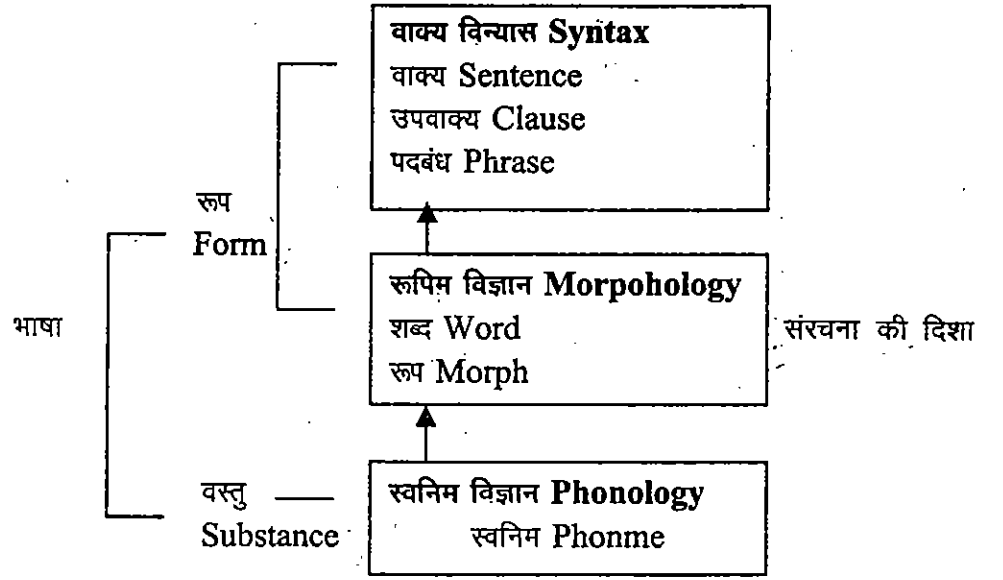 वाक्य विन्यास Syntax
वाक्य Sentence
उपवाक्य Clause
पदबंध Phrase
रूप
Form
रूपिम विज्ञान Morpohology
शब्द Word
रूप Morph
भाषा
संरचना की दिशा
वस्तु
Substance
स्वनिम विज्ञान Phonology
स्वनिम Phonme